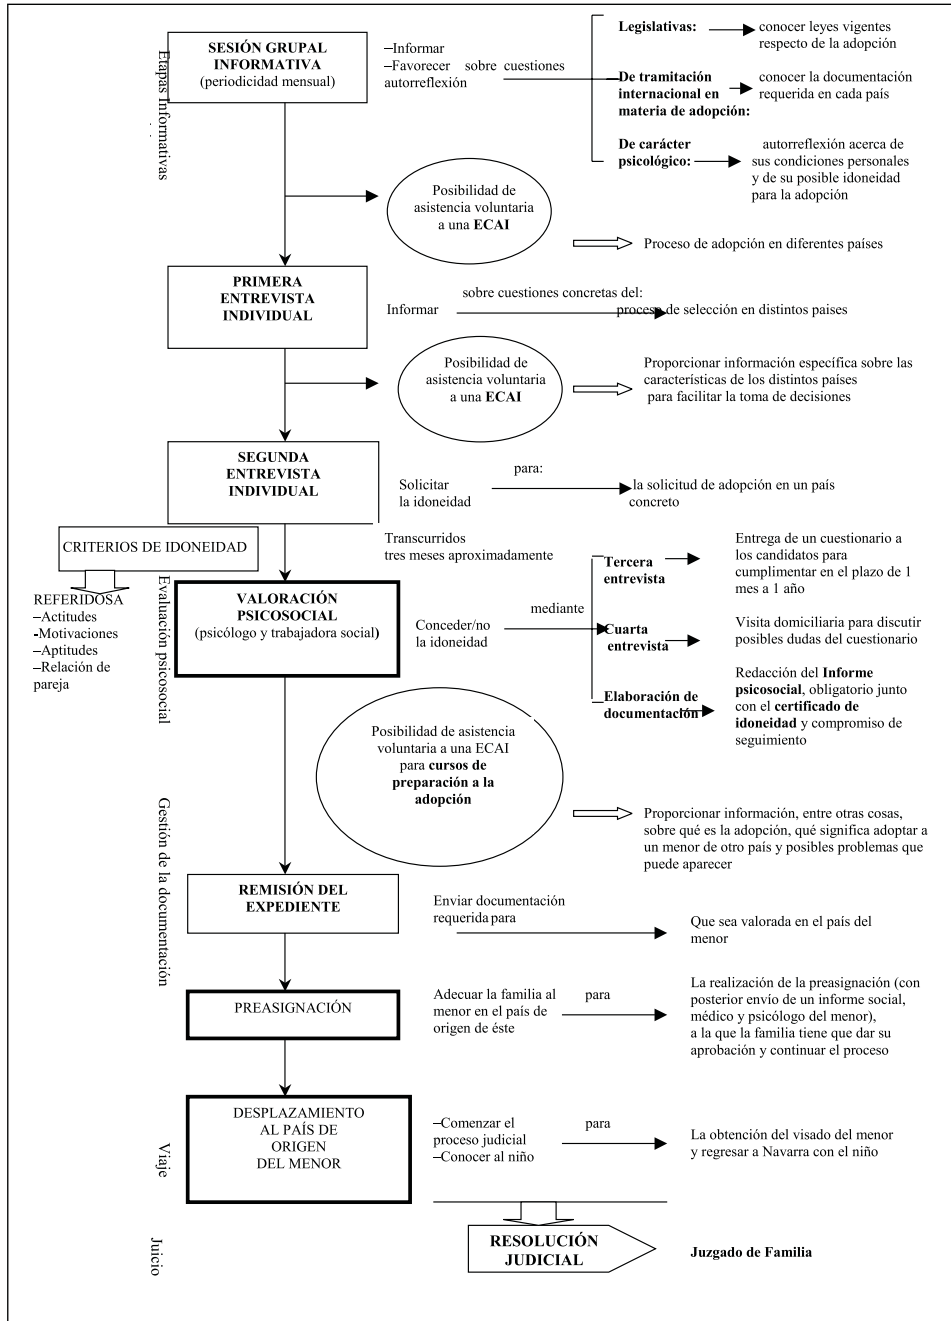 Etapas Informativas
SESIÓN GRUPAL
INFORMATIVA
(periodicidad mensual)
–Informar
–Favorecer sobre cuestiones
autorreflexión
Legislativas:
conocer leyes vigentes
respecto de la adopción
De tramitación
internacional en
materia de adopción:
conocer la documentación
requerida en cada país
De carácter
psicológico:
autorreflexión acerca de
sus condiciones personales
y de su posible idoneidad
para la adopción
Posibilidad de
asistencia voluntaria
a una ECAI
Proceso de adopción en diferentes países
PRIMERA
ENTREVISTA
INDIVIDUAL
Informar
sobre cuestiones concretas del:
proceso de selección en distintos paises
Posibilidad de
asistencia voluntaria
a una ECAI
Proporcionar información específica sobre las
características de los distintos países
para facilitar la toma de decisiones
SEGUNDA
ENTREVISTA
INDIVIDUAL
Solicitar
la idoneidad
para:
la solicitud de adopción en un país
concreto
CRITERIOS DE IDONEIDAD
REFERIDOSA
–Actitudes
-Motivaciones
–Aptitudes
–Relación de
pareja
Evaluación psicosocial
Transcurridos
tres meses aproximadamente
VALORACIÓN
PSICOSOCIAL
(psicólogo y trabajadora social)
Conceder/no
la idoneidad
mediante
Tercera
entrevista
Entrega de un cuestionario a
los candidatos para
cumplimentar en el plazo de 1
mes a 1 año
Cuarta
entrevista
Visita domiciliaria para discutir
posibles dudas del cuestionario
Elaboración de
documentación
Redacción del Informe
psicosocial, obligatorio junto
con el certificado de
idoneidad y compromiso de
seguimiento
Posibilidad de asistencia
voluntaria a una ECAI
para cursos de
preparación a la
adopción
Proporcionar información, entre otras cosas,
sobre qué es la adopción, qué significa adoptar a
un menor de otro país y posibles problemas que
puede aparecer
Gestión de la documentación
REMISIÓN DEL
EXPEDIENTE
Enviar documentación
requerida para
Que sea valorada en el país del
menor
PREASIGNACIÓN
Adecuar la familia al
menor en el país de
origen de éste
para
La realización de la preasignación (con
posterior envío de un informe social,
médico y psicólogo del menor),
a la que la familia tiene que dar su
aprobación y continuar el proceso
Viaje
DESPLAZAMIENTO
AL PAÍS DE
ORIGEN
DEL MENOR
–Comenzar el
proceso judicial
–Conocer al niño
para
La obtención del visado del menor
y regresar a Navarra con el niño
Juicio
RESOLUCIÓN
JUDICIAL
Juzgado de Familia